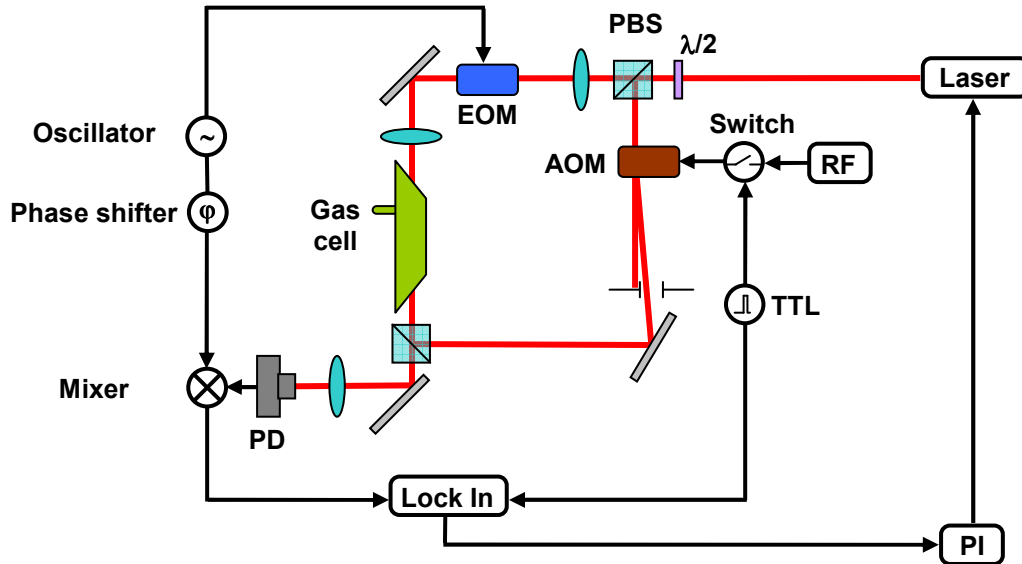 PBS
λ/2
Laser
EOM
Oscillator
~
Switch
AOM
RF
Phase shifter
φ
Gas
cell
TTL
Mixer
PD
Lock In
PI